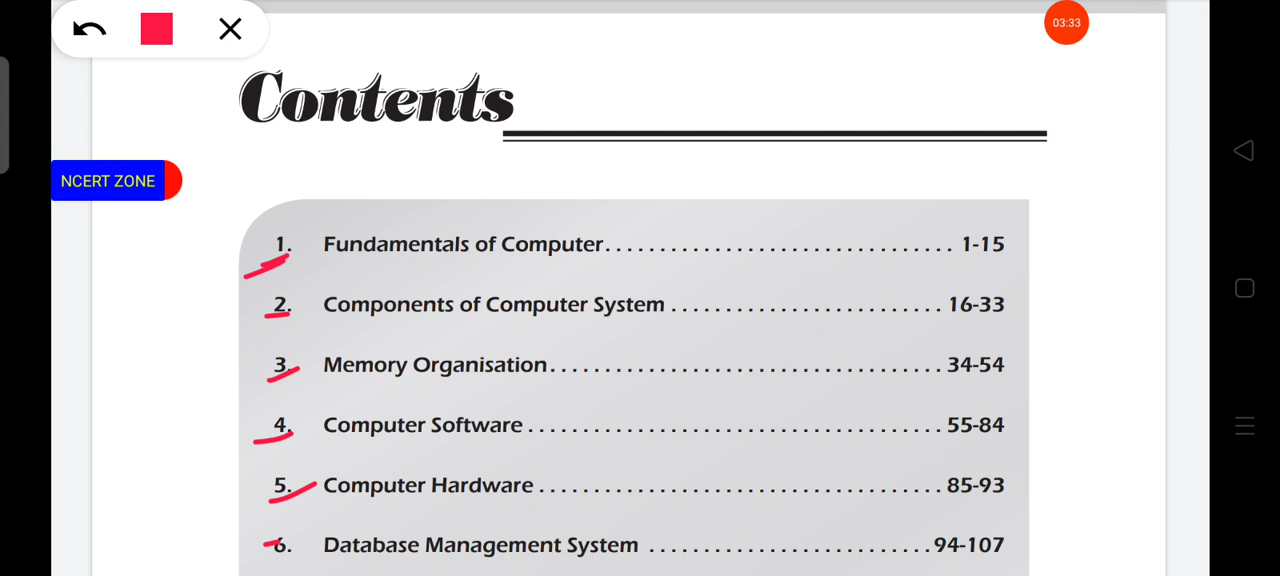 03:33
Contents
NCERT ZONE
1. Fundamentals of Computer.............................. 1-15
2. Components of Computer System ......................... 16-33
3. Memory Organisation.................................... 34-54
4. Computer Software ...................................... 55-84
5. Computer Hardware ..................................... 85-93
6. Database Management System ..........................94-107